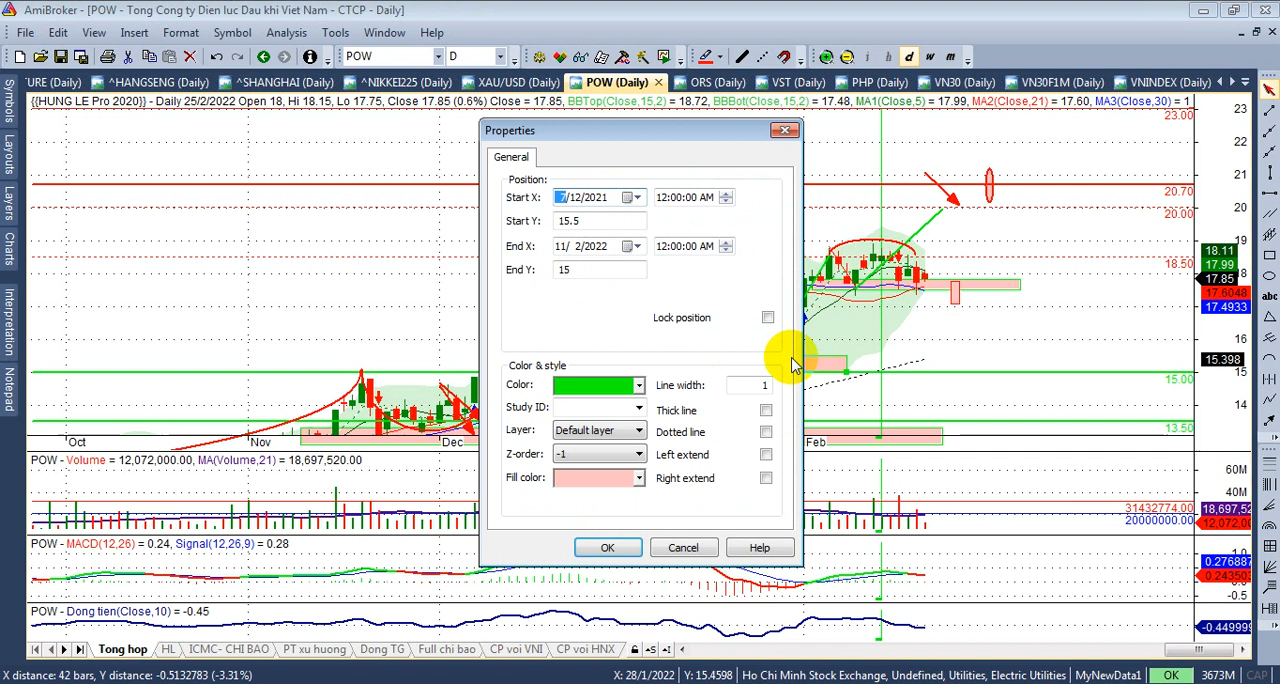 AmiBroker - [POW - Tong Cong ty Dien luc Dau khi Viet Nam - CTCP - Daily]
File Edit View Insert Format Symbol Analysis Tools Window Help
POW D i h d w m
'URE (Daily) ^HANGSENG (Daily) ^SHANGHAI (Daily) ^NIKKEI225 (Daily) XAU/USD (Daily) POW (Daily) ORS (Daily) VST (Daily) PHP (Daily) VN30 (Daily) VN30F1M (Daily) VNINDEX (Daily)
{{HUNG LE Pro 2020}} - Daily 25/2/2022 Open 18, Hi 18.15, Lo 17.75, Close 17.85 (0.6%) Close = 17.85, BBTop(Close,15,2) = 18.72, BBBot(Close,15,2) = 17.48, MA1(Close,5) = 17.99, MA2(Close,21) = 17.60, MA3(Close,30) = 1
Symbols
Layouts
Layers
Charts
Interpretation
Notepad
Properties
General
Position:
Start X: 7/12/2021 12:00:00 AM
Start Y: 15.5
End X: 11/ 2/2022 12:00:00 AM
End Y: 15
Lock position
Color & style
Color: Line width: 1
Study ID: Thick line
Layer: Default layer Dotted line
Z-order: -1 Left extend
Fill color: Right extend
OK Cancel Help
23
23.00
22
21
20.70
20
20.00
19
18.50
18.11
17.99
18
17.85
17.6048
17.4933
16
15.398
15
15.00
14
13.50
abc
Oct Nov Dec Feb
POW - Volume = 12,072,000.00, MA(Volume,21) = 18,697,520.00
60M
40M
31432774.00 18,697,52
20000000.00 12,072,00
POW - MACD(12,26) = 0.24, Signal(12,26,9) = 0.28
1.0
0.276887
0.243503
-0.5
POW - Dong tien(Close,10) = -0.45
-0.449999
Tong hop HL ICMC- CHI BAO PT xu huong Dong TG Full chi bao CP voi VNI CP voi HNX
X distance: 42 bars, Y distance: -0.5132783 (-3.31%) X: 28/1/2022 Y: 15.4598 Ho Chi Minh Stock Exchange, Undefined, Utilities, Electric Utilities MyNewData1 OK 3673M CAP